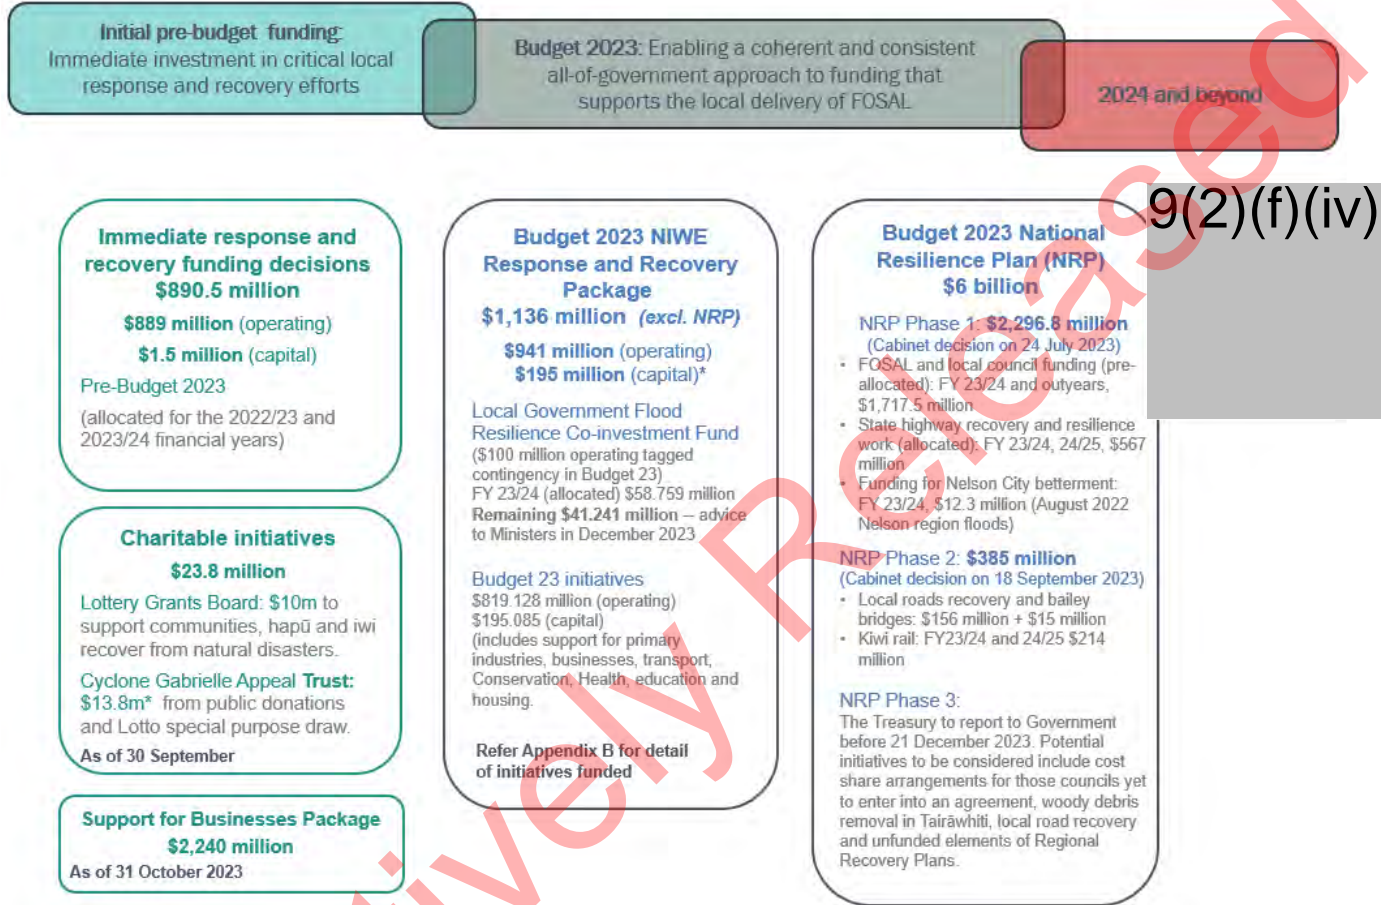 Initial pre-budget funding:
Immediate investment in critical local
response and recovery efforts
Budget 2023: Enabling a coherent and consistent
all-of-government approach to funding that
supports the local delivery of FOSAL
2024 and beyond
Immediate response and
recovery funding decisions
$890.5 million
$889 million (operating)
$1.5 million (capital)
Pre-Budget 2023
(allocated for the 2022/23 and
2023/24 financial years)
Charitable initiatives
$23.8 million
Lottery Grants Board: $10m to
support communities, hapū and iwi
recover from natural disasters.
Cyclone Gabrielle Appeal Trust:
$13.8m* from public donations
and Lotto special purpose draw.
As of 30 September
Support for Businesses Package
$2,240 million
As of 31 October 2023
Budget 2023 NIWE
Response and Recovery
Package
$1,136 million (excl. NRP)
$941 million (operating)
$195 million (capital)*
Local Government Flood
Resilience Co-investment Fund
($100 million operating tagged
contingency in Budget 23)
FY 23/24 (allocated) $58.759 million
Remaining $41.241 million – advice
to Ministers in December 2023
Budget 23 initiatives
$819.128 million (operating)
$195.085 (capital)
(includes support for primary
industries, businesses, transport,
Conservation, Health, education and
housing.
Refer Appendix B for detail
of initiatives funded
Budget 2023 National
Resilience Plan (NRP)
$6 billion
NRP Phase 1: $2,296.8 million
(Cabinet decision on 24 July 2023)
• FOSAL and local council funding (pre-
allocated): FY 23/24 and outyears,
$1,717.5 million
• State highway recovery and resilience
work (allocated): FY 23/24, 24/25, $567
million
• Funding for Nelson City betterment:
FY 23/24, $12.3 million (August 2022
Nelson region floods)
NRP Phase 2: $385 million
(Cabinet decision on 18 September 2023)
• Local roads recovery and bailey
bridges: $156 million + $15 million
• Kiwi rail: FY23/24 and 24/25 $214
million
NRP Phase 3:
The Treasury to report to Government
before 21 December 2023. Potential
initiatives to be considered include cost
share arrangements for those councils yet
to enter into an agreement, woody debris
removal in Tairāwhiti, local road recovery
and unfunded elements of Regional
Recovery Plans.
9(2)(f)(iv)
tively Released